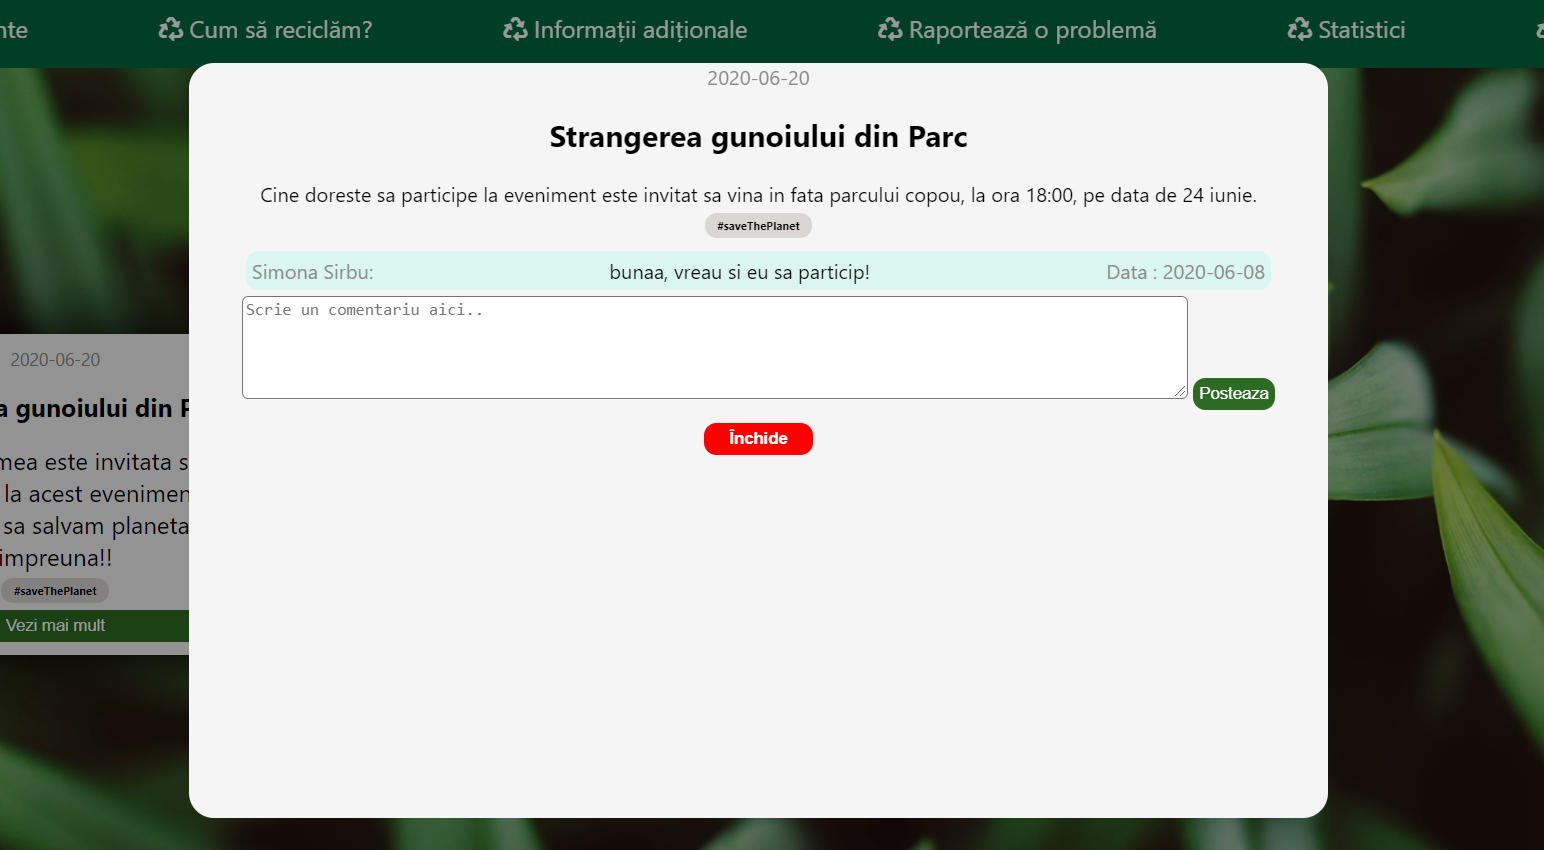 nte Cum să reciclăm? Informații adiționale Raportează o problemă Statistici
2020-06-20
Strangerea gunoiului din Parc
Cine doreste sa participe la eveniment este invitat sa vina in fata parcului copou, la ora 18:00, pe data de 24 iunie.
#saveThePlanet
Simona Sirbu: bunaa, vreau si eu sa particip! Data : 2020-06-08
Scrie un comentariu aici..
Posteaza
Închide
2020-06-20
a gunoiului din P
mea este invitata s
la acest evenimen
sa salvam planeta
impreuna!!
#saveThePlanet
Vezi mai mult